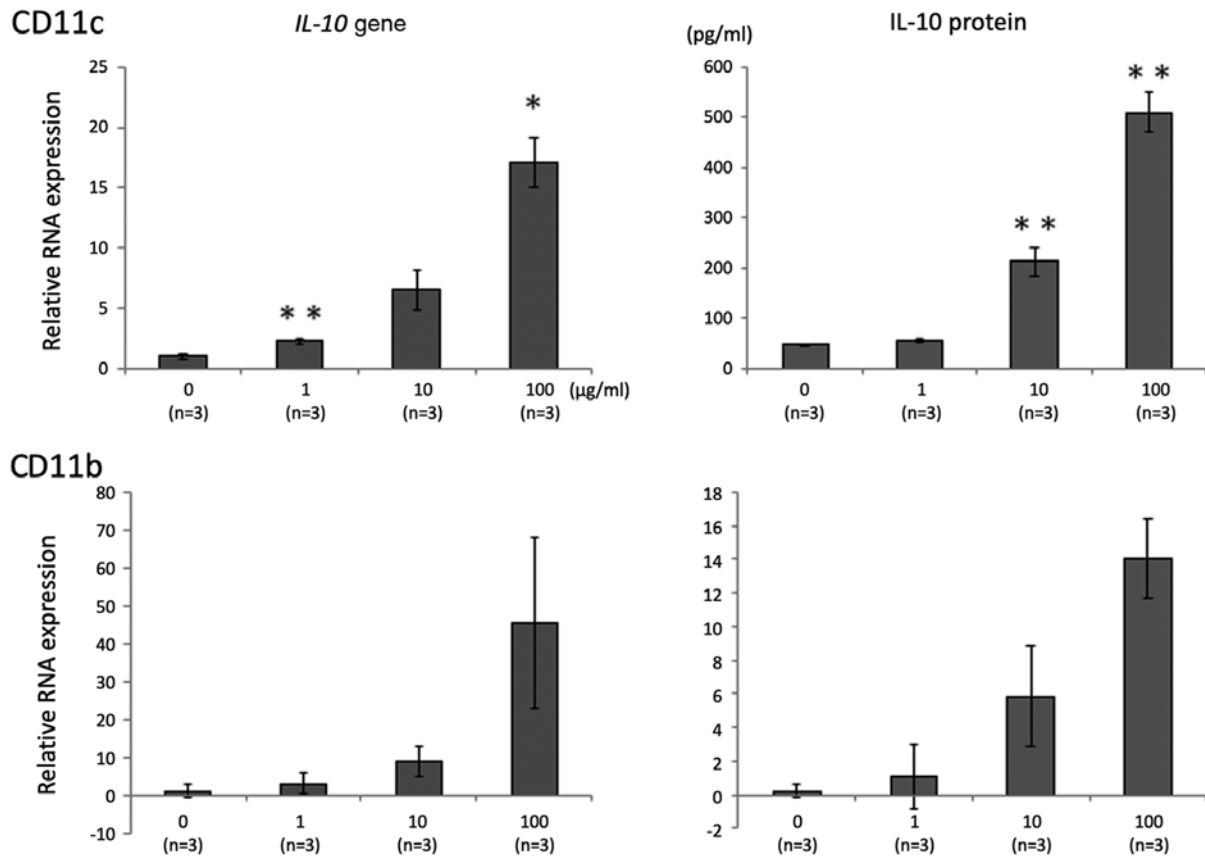 CD11c
IL-10 gene
IL-10 protein
(pg/ml)
Relative RNA expression
25
20
15
10
5
0
*
* *
0 1 10 100 (μg/ml)
(n=3) (n=3) (n=3) (n=3)
600
500
400
300
200
100
0
* *
* *
0 1 10 100
(n=3) (n=3) (n=3) (n=3)
CD11b
Relative RNA expression
80
70
60
50
40
30
20
10
0
-10
0 1 10 100
(n=3) (n=3) (n=3) (n=3)
18
16
14
12
10
8
6
4
2
0
-2
0 1 10 100
(n=3) (n=3) (n=3) (n=3)